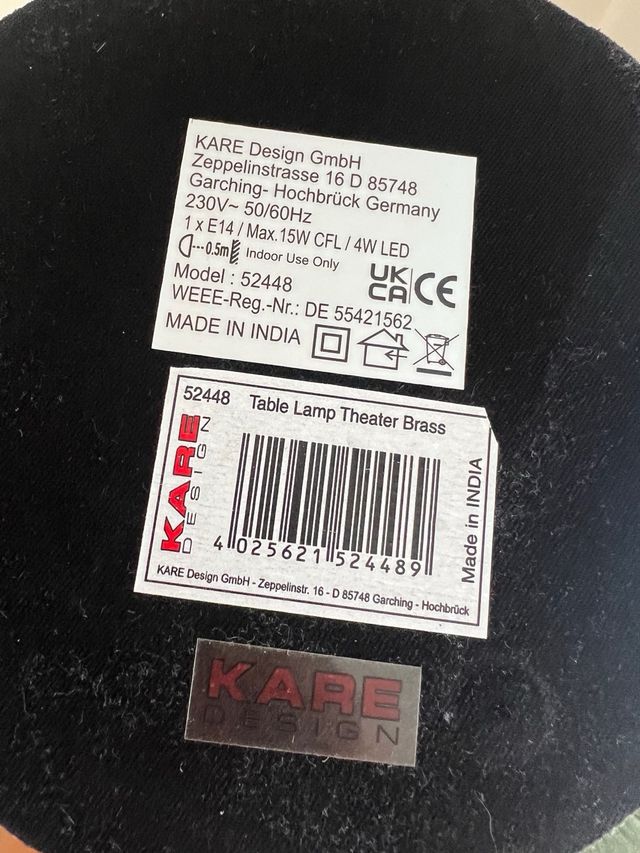 KARE Design GmbH
Zeppelinstrasse 16 D 85748
Garching- Hochbrück Germany
230V~ 50/60Hz
1 x E14 / Max.15W CFL / 4W LED
0.5m Indoor Use Only
Model : 52448
UK CA CE
WEEE-Reg.-Nr.: DE 55421562
MADE IN INDIA
52448 Table Lamp Theater Brass
KARE
DESIGN
Made in INDIA
4 025621 524489
KARE Design GmbH - Zeppelinstr. 16 - D 85748 Garching - Hochbrück
KARE
DESIGN